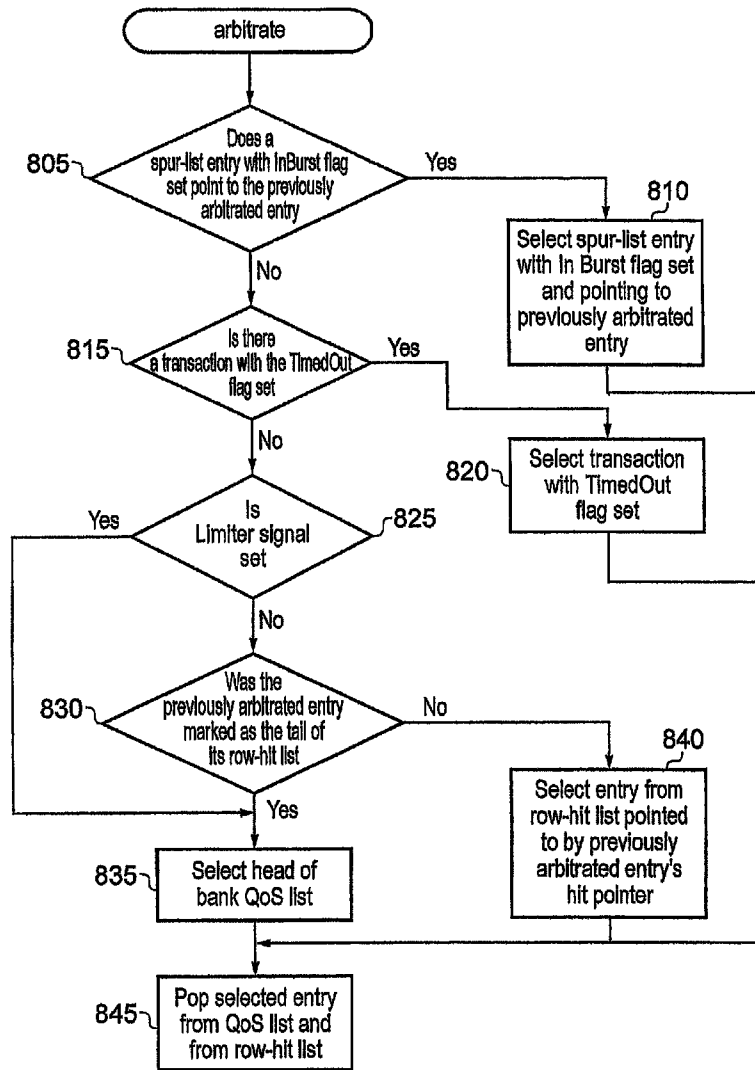 arbitrate
Does a
spur-list entry with InBurst flag
set point to the previously
arbitrated entry
805
Yes
810
Select spur-list entry
with In Burst flag set
and pointing to
previously arbitrated
entry
No
815
Is there
a transaction with the TimedOut
flag set
Yes
820
Select transaction
with TimedOut
flag set
No
Yes
Is
Limiter signal
set
825
No
830
Was the
previously arbitrated entry
marked as the tail of
its row-hit list
No
840
Select entry from
row-hit list pointed
to by previously
arbitrated entry's
hit pointer
Yes
835
Select head of
bank QoS list
845
Pop selected entry
from QoS list and
from row-hit list